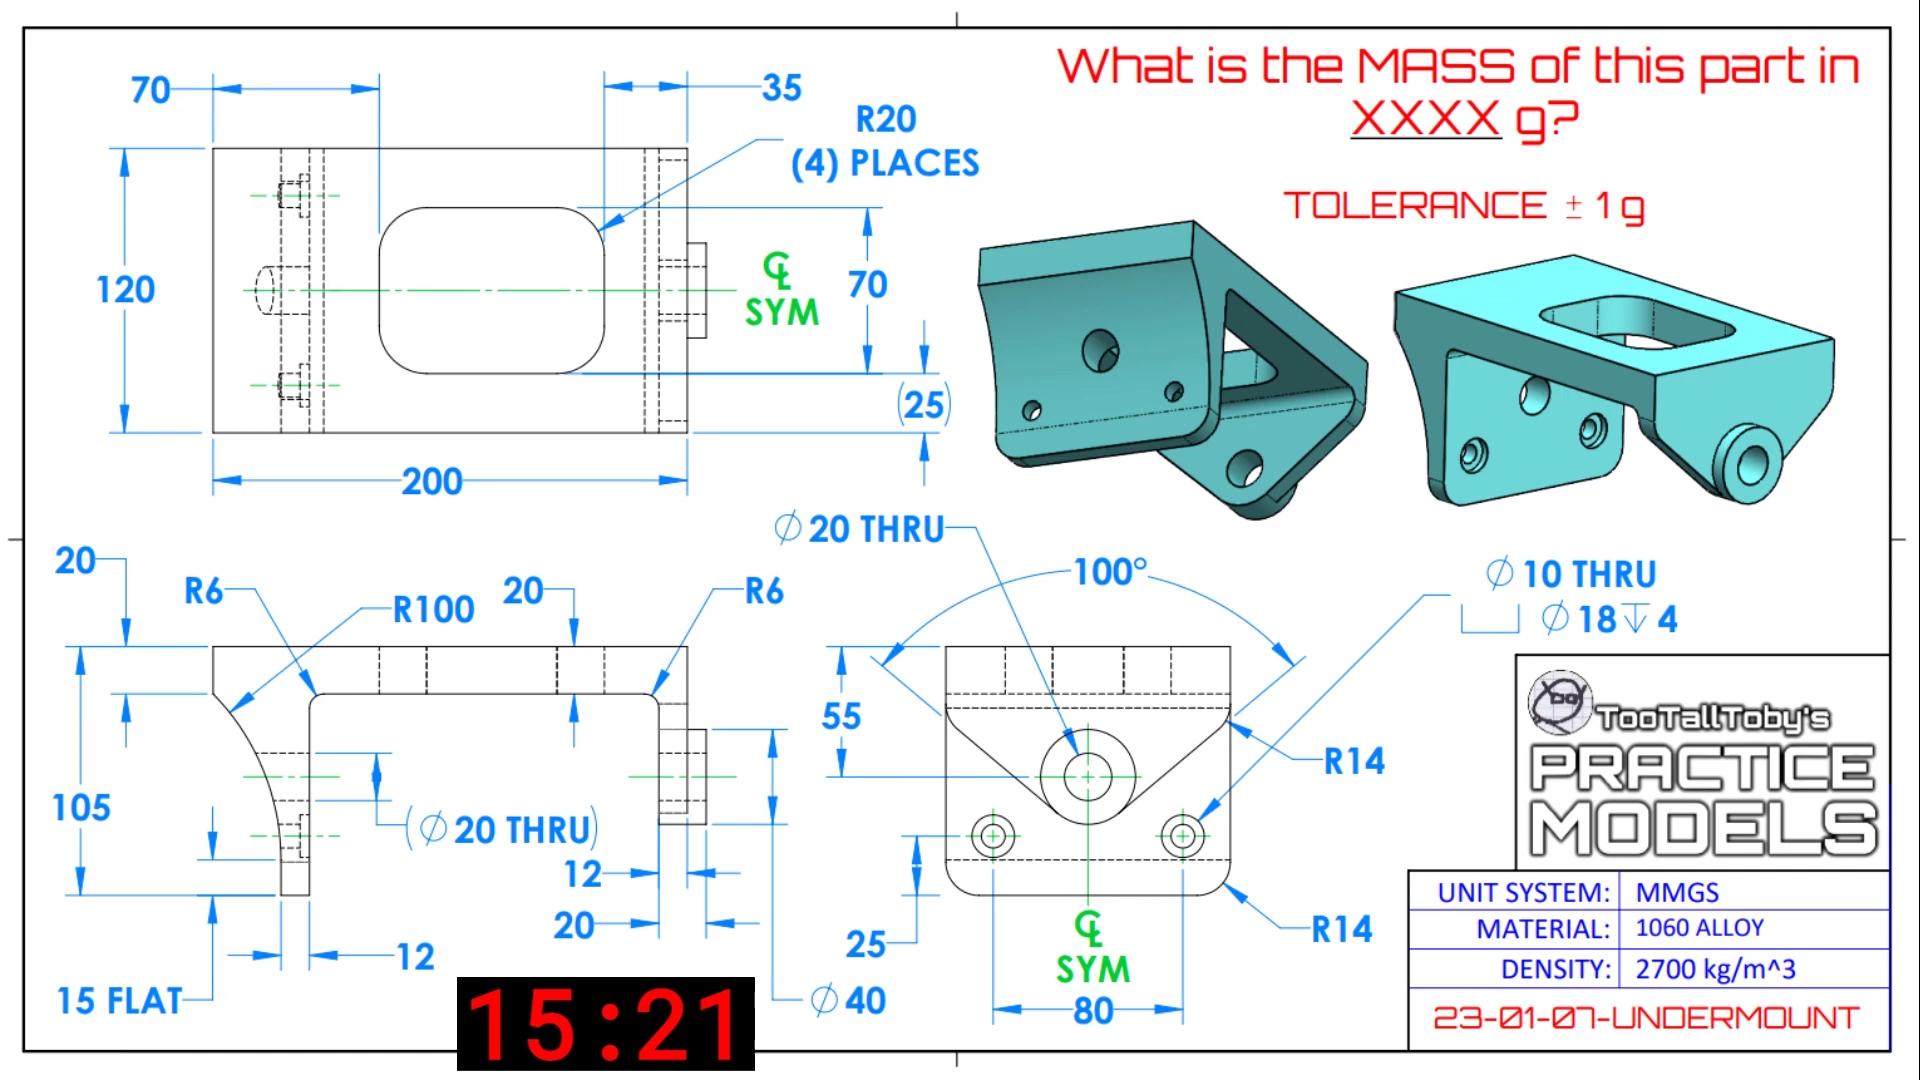 What is the MASS of this part in
XXXX g?
TOLERANCE ± 1 g
70
35
R20
(4) PLACES
120
℄
SYM
70
(25)
200
20
R6
R100
20
R6
105
(∅ 20 THRU)
12
20
12
15 FLAT
∅ 40
∅ 20 THRU
100°
∅ 10 THRU
⌴ ∅ 18 ↧ 4
55
R14
R14
25
℄
SYM
80
15:21
TooTallToby's
PRACTICE
MODELS
UNIT SYSTEM: MMGS
MATERIAL: 1060 ALLOY
DENSITY: 2700 kg/m^3
23-01-07-UNDERMOUNT